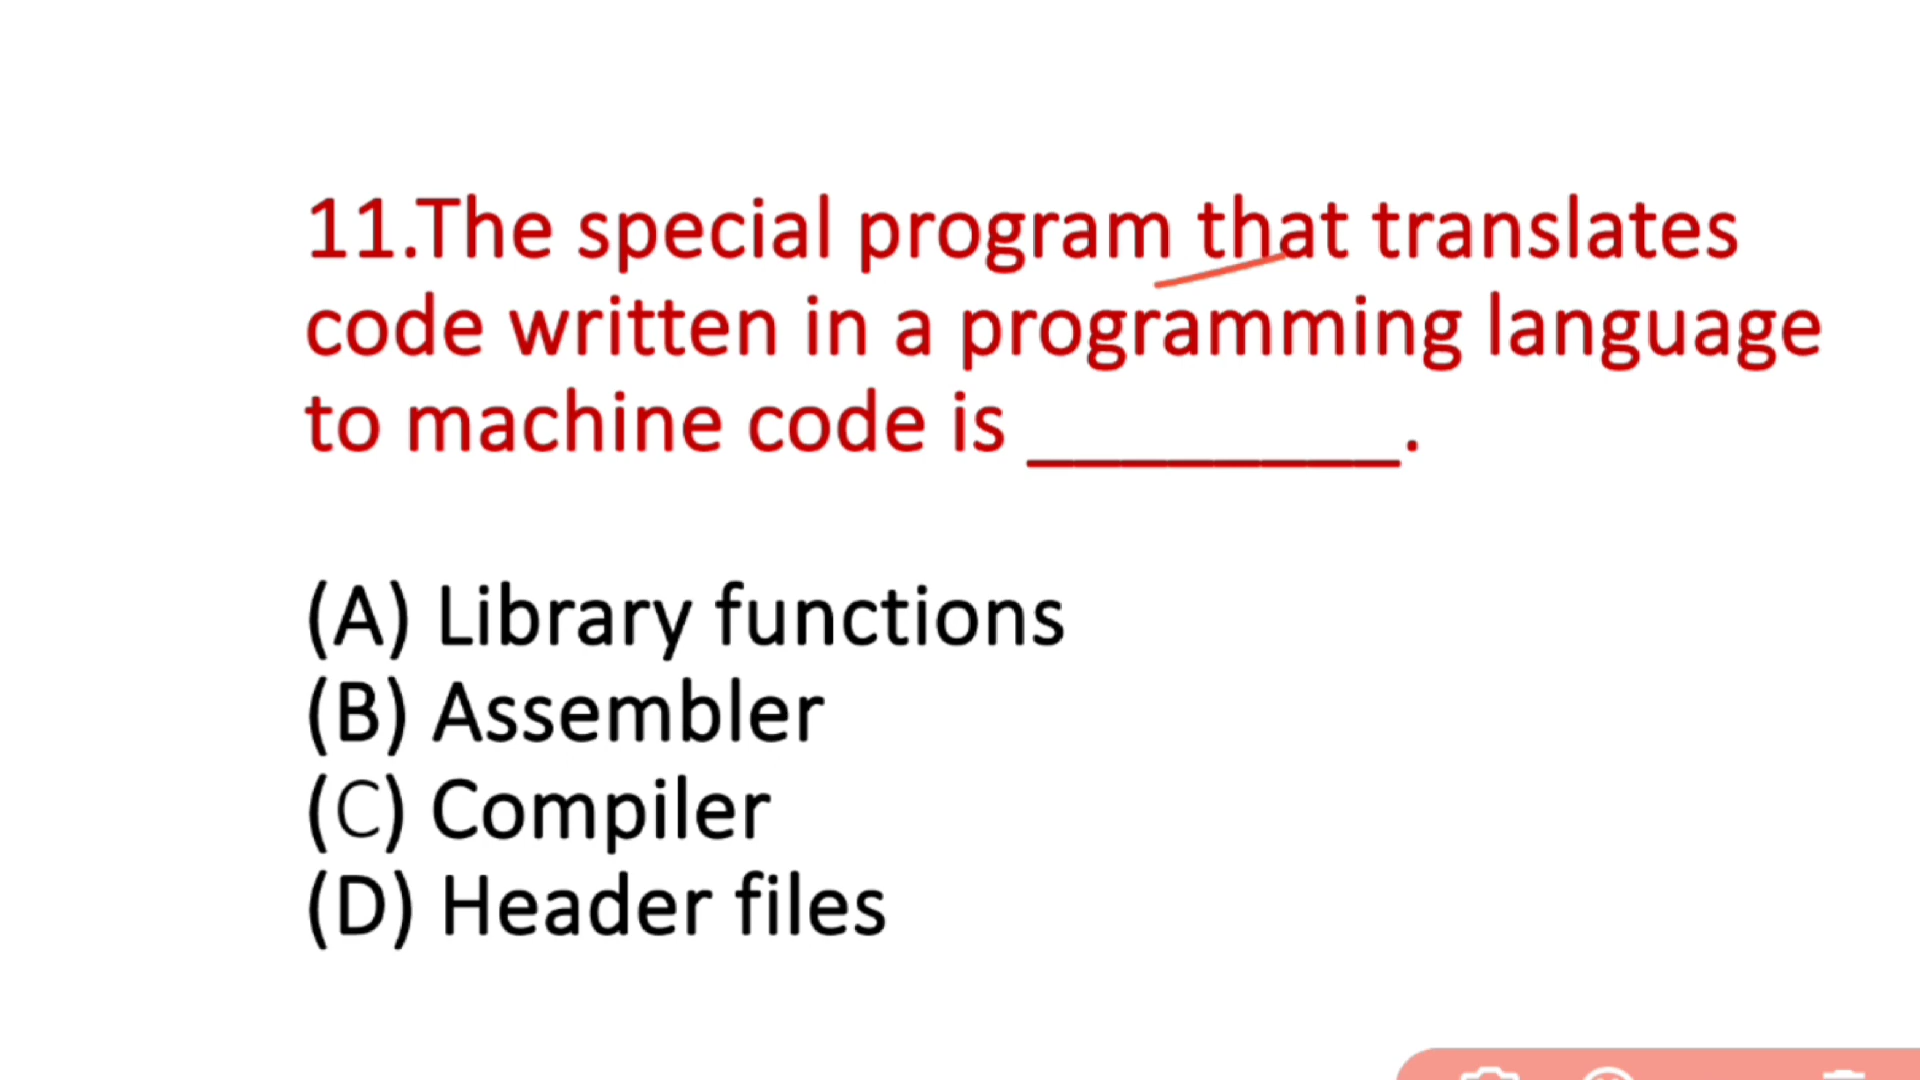 11.The special program that translates
code written in a programming language
to machine code is ________.
(A) Library functions
(B) Assembler
(C) Compiler
(D) Header files